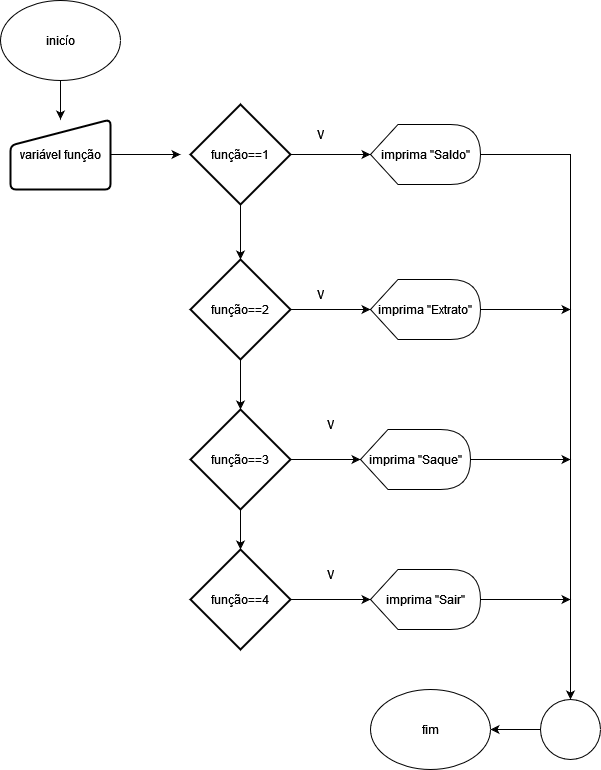 inicío
variável função
função==1
V
imprima "Saldo"
função==2
V
imprima "Extrato"
função==3
V
imprima "Saque"
função==4
V
imprima "Sair"
fim